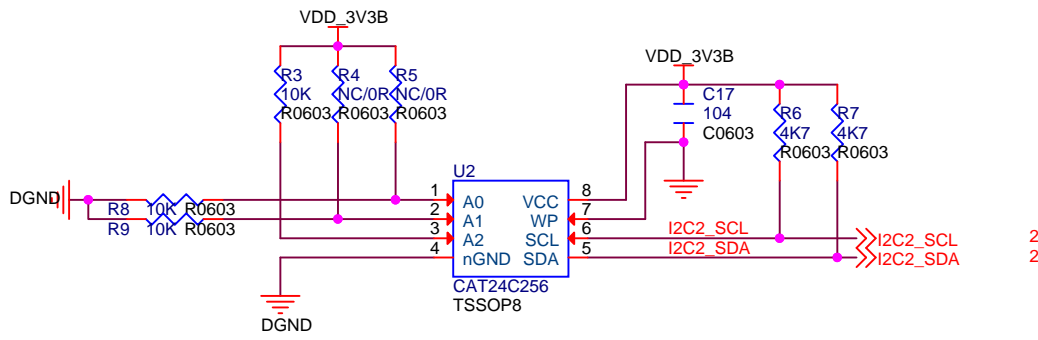 VDD_3V3B
R3
10K
R0603
R4
NC/0R
R0603
R5
NC/0R
R0603
VDD_3V3B
C17
104
C0603
R6
4K7
R0603
R7
4K7
R0603
U2
DGND
R8 10K R0603
R9 10K R0603
1 A0 VCC 8
2 A1 WP 7
3 A2 SCL 6 I2C2_SCL I2C2_SCL 2
4 nGND SDA 5 I2C2_SDA I2C2_SDA 2
CAT24C256
TSSOP8
DGND